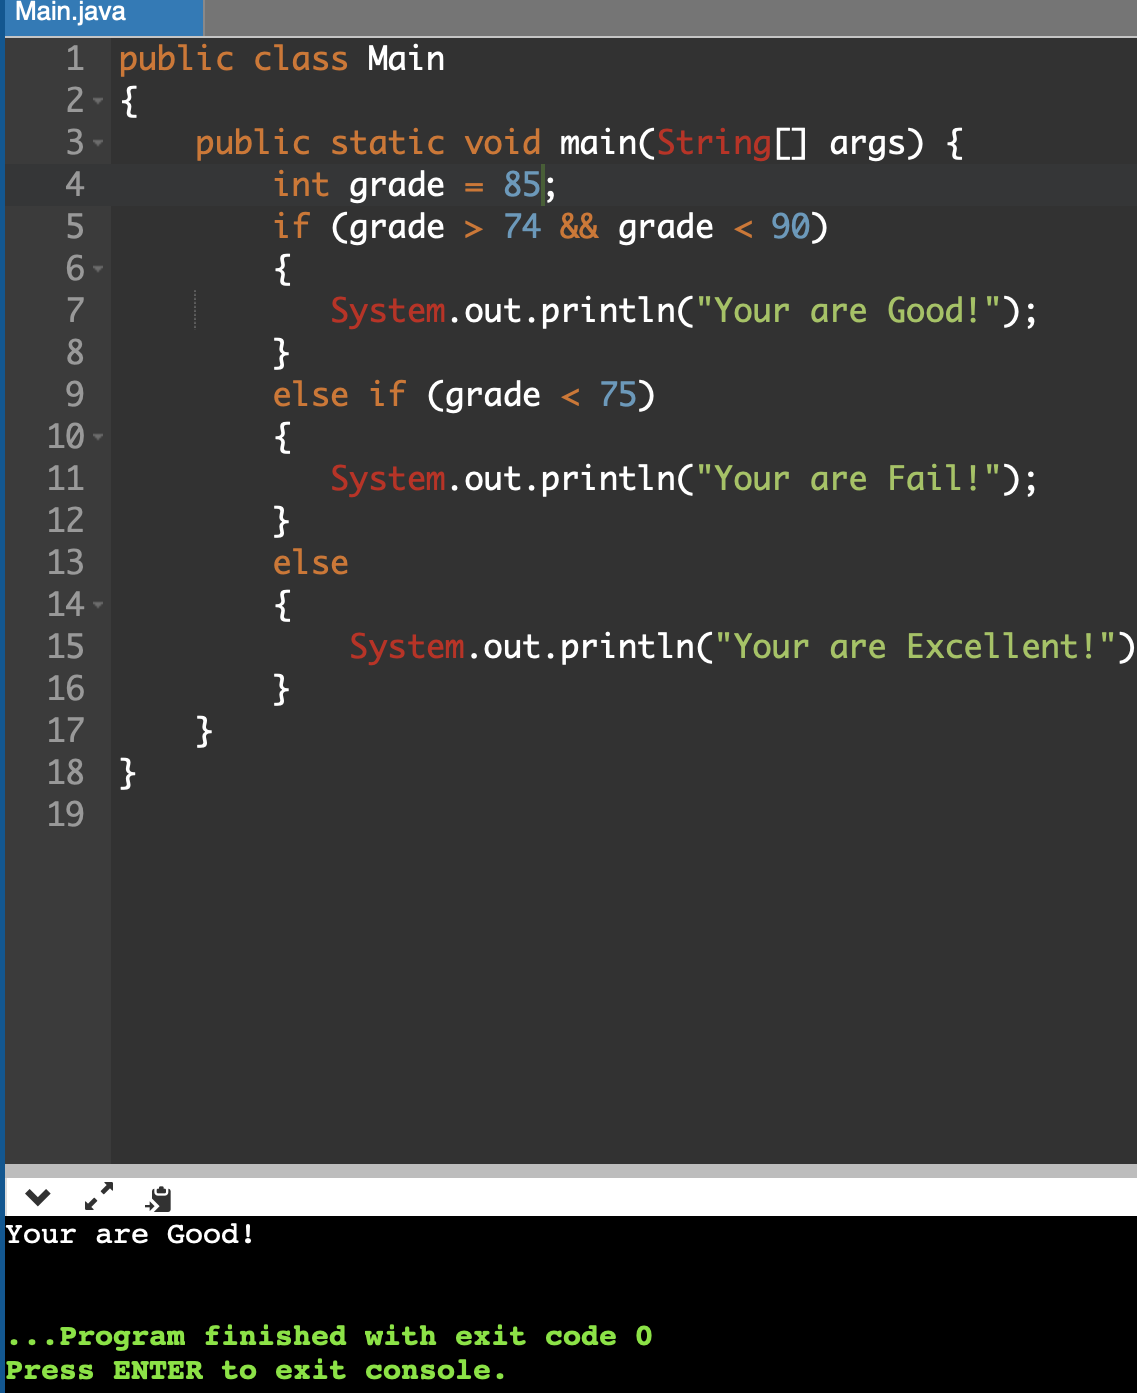 Main.java
1 public class Main
2 {
3     public static void main(String[] args) {
4         int grade = 85;
5         if (grade > 74 && grade < 90)
6         {
7            System.out.println("Your are Good!");
8         }
9         else if (grade < 75)
10         {
11            System.out.println("Your are Fail!");
12         }
13         else
14         {
15             System.out.println("Your are Excellent!")
16         }
17     }
18 }
19
Your are Good!
...Program finished with exit code 0
Press ENTER to exit console.